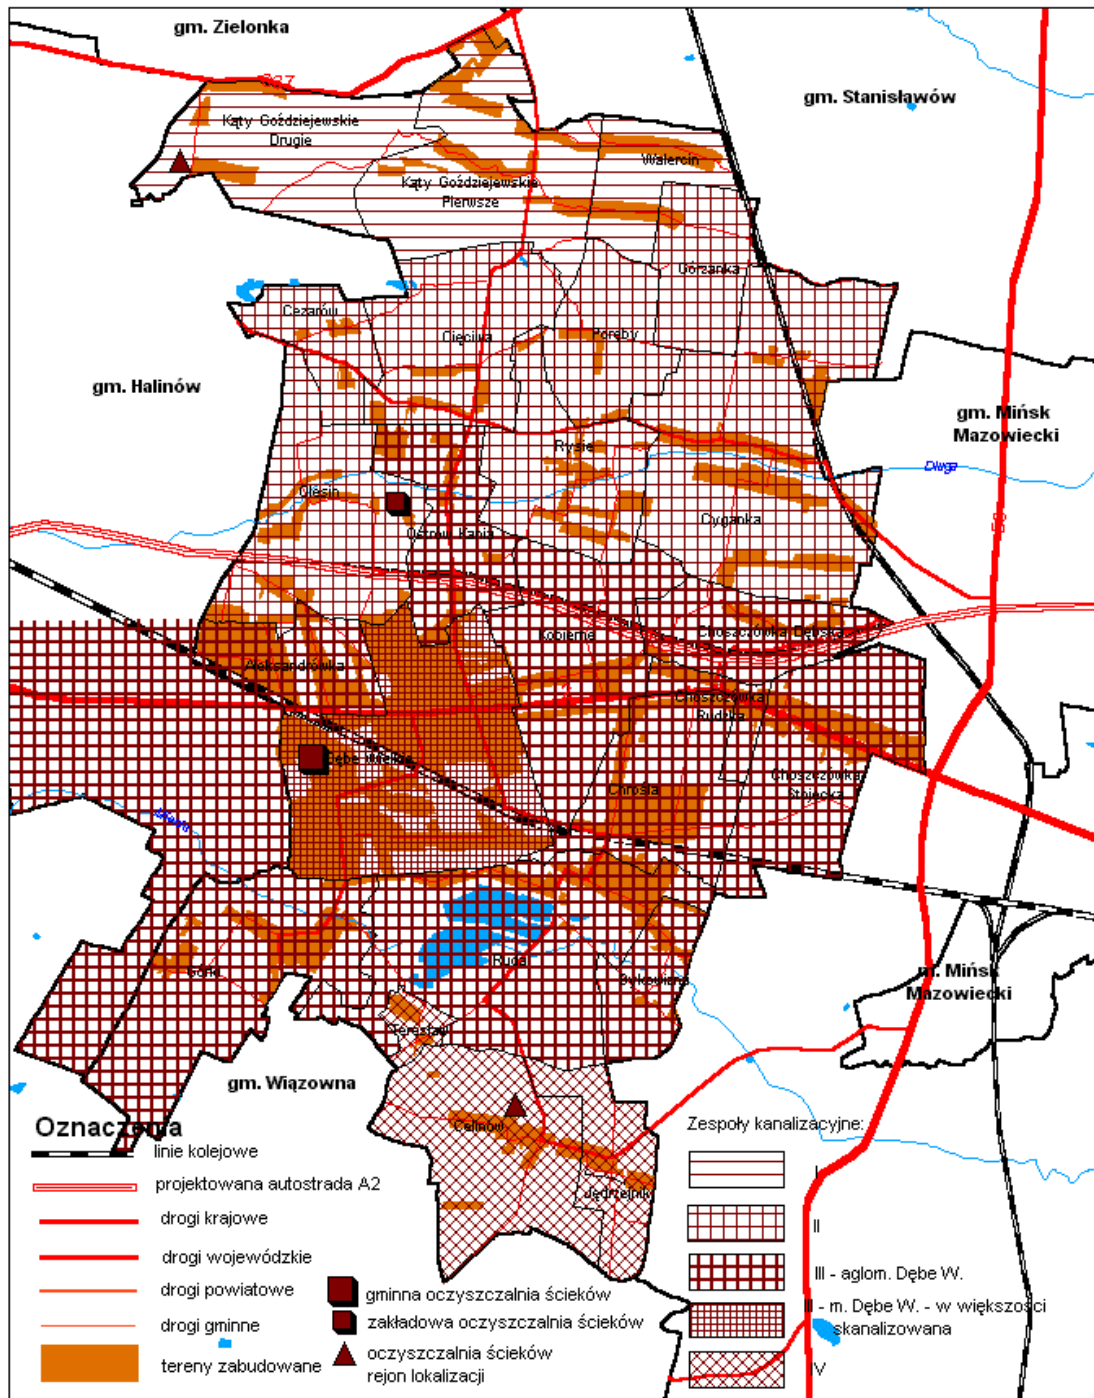 gm. Zielonka
gm. Stanisławów
Kąty Goździejewskie
Drugie
Walercin
Kąty Goździejewskie
Pierwsze
Górzanka
Cezarów
Cięciwa
Poręby
gm. Halinów
gm. Mińsk
Mazowiecki
Rysie
Długa
Olesin
Ostrów Kania
Cyganka
50
Kobierne
Choszczówka Dębska
Aleksandrówka
Choszczówka
Rudzka
Dębe Wielkie
Chrośla
Choszczówka
Stojecka
Górki
Ruda
Bykowizna
m. Mińsk
Mazowiecki
Teresław
gm. Wiązowna
Celinów
Jędrzejnik
Oznaczenia
linie kolejowe
projektowana autostrada A2
drogi krajowe
drogi wojewódzkie
drogi powiatowe
drogi gminne
tereny zabudowane
gminna oczyszczalnia ścieków
zakładowa oczyszczalnia ścieków
oczyszczalnia ścieków
rejon lokalizacji
Zespoły kanalizacyjne:
I
II
III - aglom. Dębe W.
III - m. Dębe W. - w większości
skanalizowana
IV